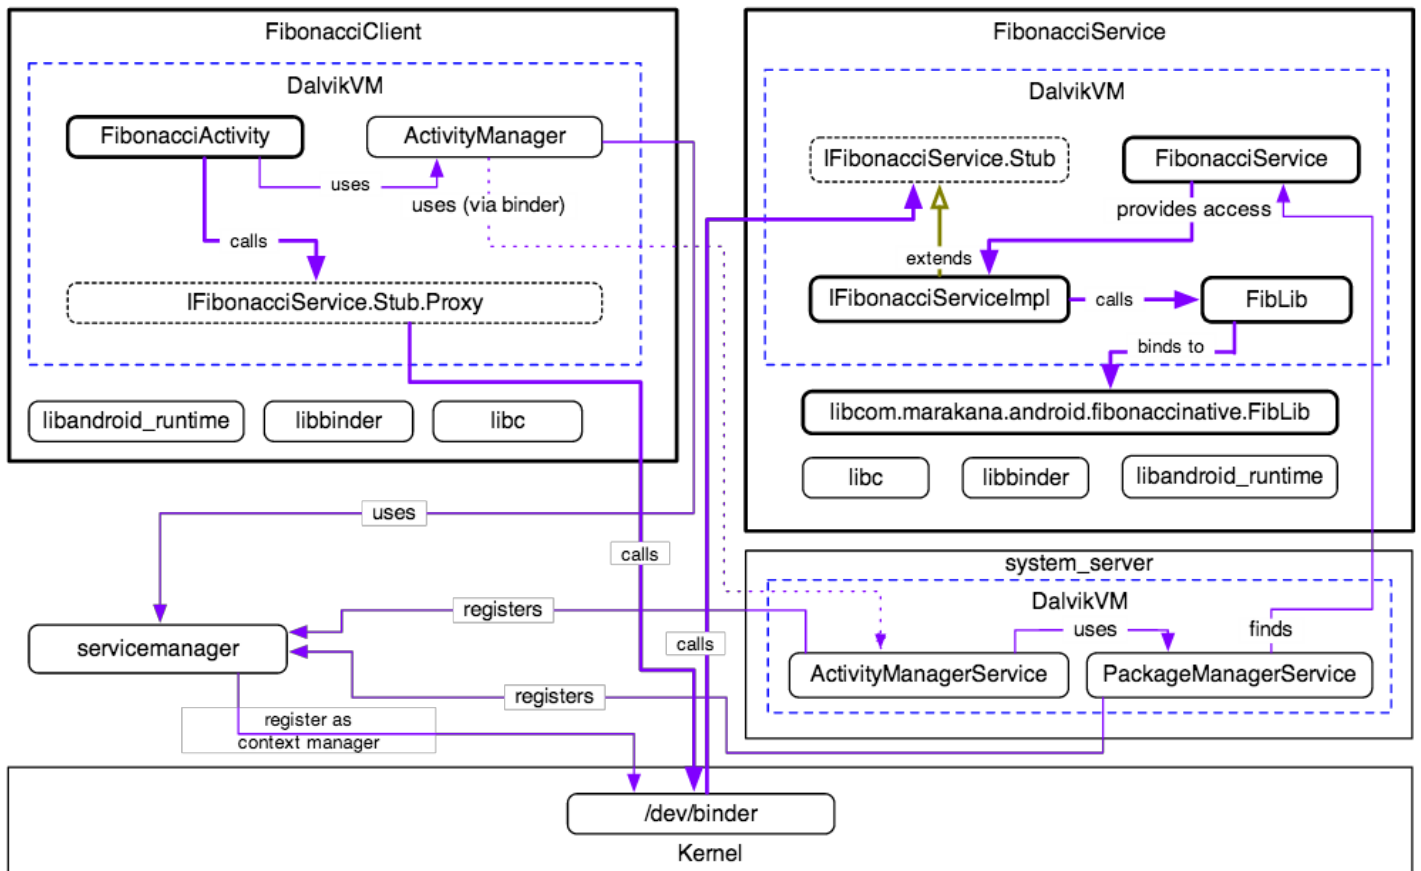 FibonacciClient
DalvikVM
FibonacciActivity
ActivityManager
uses
uses (via binder)
calls
IFibonacciService.Stub.Proxy
libandroid_runtime
libbinder
libc
FibonacciService
DalvikVM
IFibonacciService.Stub
FibonacciService
provides access
extends
IFibonacciServiceImpl
calls
FibLib
binds to
libcom.marakana.android.fibonaccinative.FibLib
libc
libbinder
libandroid_runtime
uses
calls
system_server
DalvikVM
registers
uses
finds
servicemanager
calls
ActivityManagerService
PackageManagerService
registers
register as
context manager
/dev/binder
Kernel